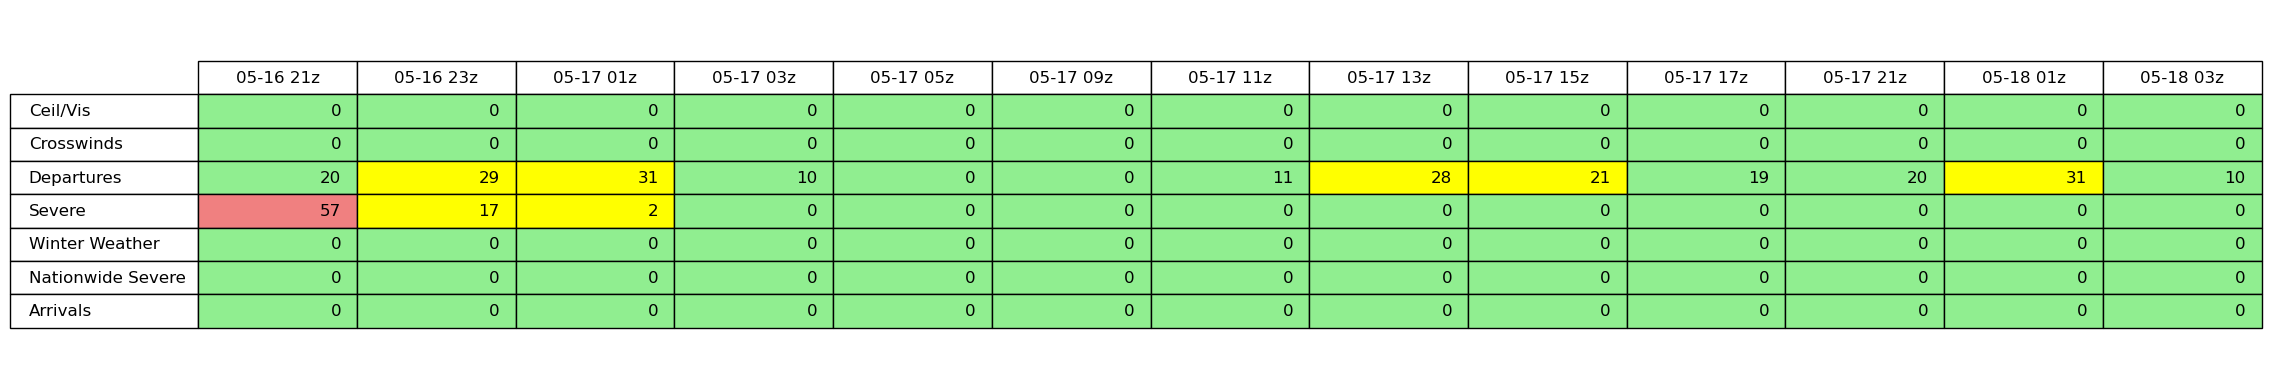 05-16 21z 05-16 23z 05-17 01z 05-17 03z 05-17 05z 05-17 09z 05-17 11z 05-17 13z 05-17 15z 05-17 17z 05-17 21z 05-18 01z 05-18 03z
Ceil/Vis 0 0 0 0 0 0 0 0 0 0 0 0 0
Crosswinds 0 0 0 0 0 0 0 0 0 0 0 0 0
Departures 20 29 31 10 0 0 11 28 21 19 20 31 10
Severe 57 17 2 0 0 0 0 0 0 0 0 0 0
Winter Weather 0 0 0 0 0 0 0 0 0 0 0 0 0
Nationwide Severe 0 0 0 0 0 0 0 0 0 0 0 0 0
Arrivals 0 0 0 0 0 0 0 0 0 0 0 0 0